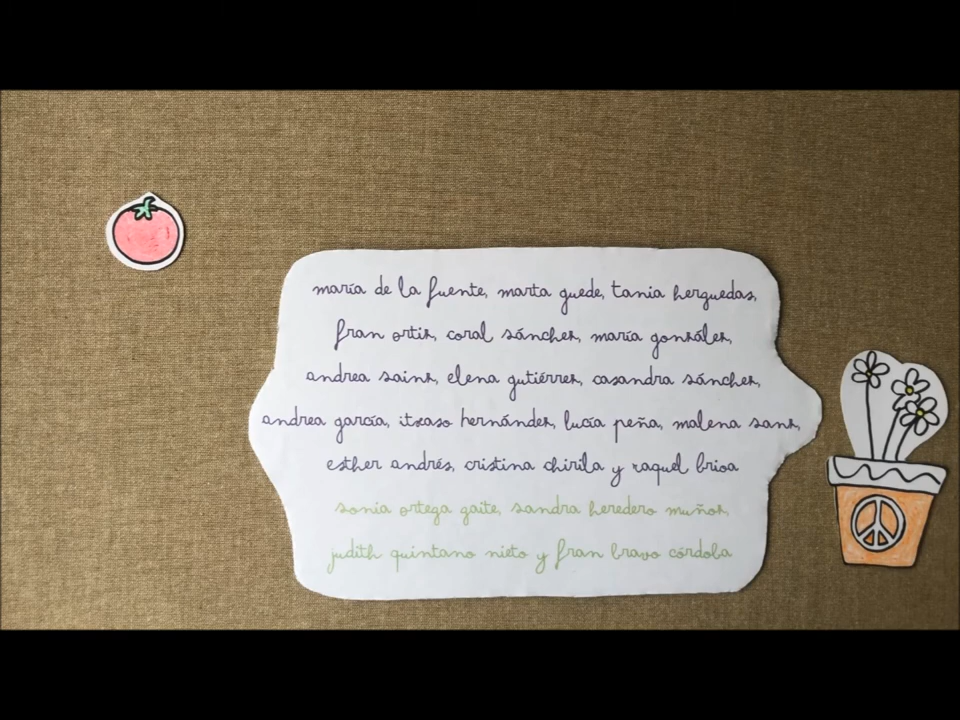 maría de la fuente, marta guede, tania herguedas,
fran ortiz, coral sánchez, maría gonzález,
andrea sainz, elena gutiérrez, casandra sánchez,
andrea garcía, itxaso hernández, lucía peña, malena sanz,
esther andrés, cristina chirila y raquel brioa
sonia ortega gaite, sandra heredero muñoz,
judith quintano nieto y fran bravo córdoba